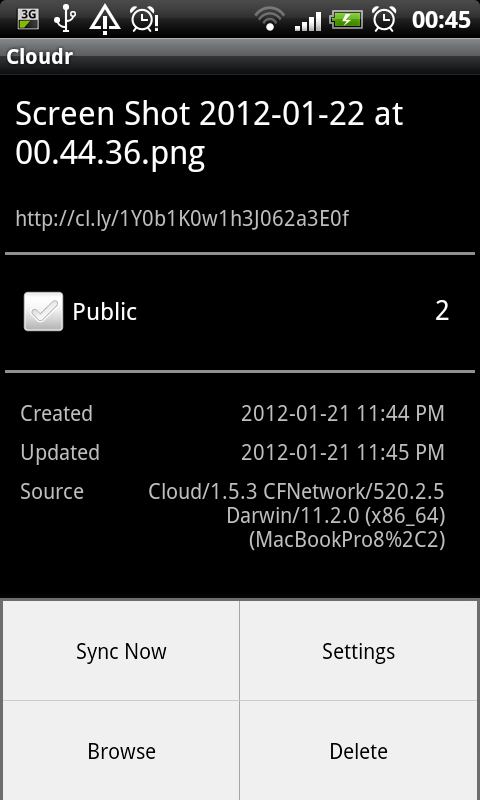 3G 00:45
Cloudr
Screen Shot 2012-01-22 at
00.44.36.png
http://cl.ly/1Y0b1K0w1h3J062a3E0f
Public 2
Created 2012-01-21 11:44 PM
Updated 2012-01-21 11:45 PM
Source Cloud/1.5.3 CFNetwork/520.2.5
Darwin/11.2.0 (x86_64)
(MacBookPro8%2C2)
Sync Now Settings
Browse Delete